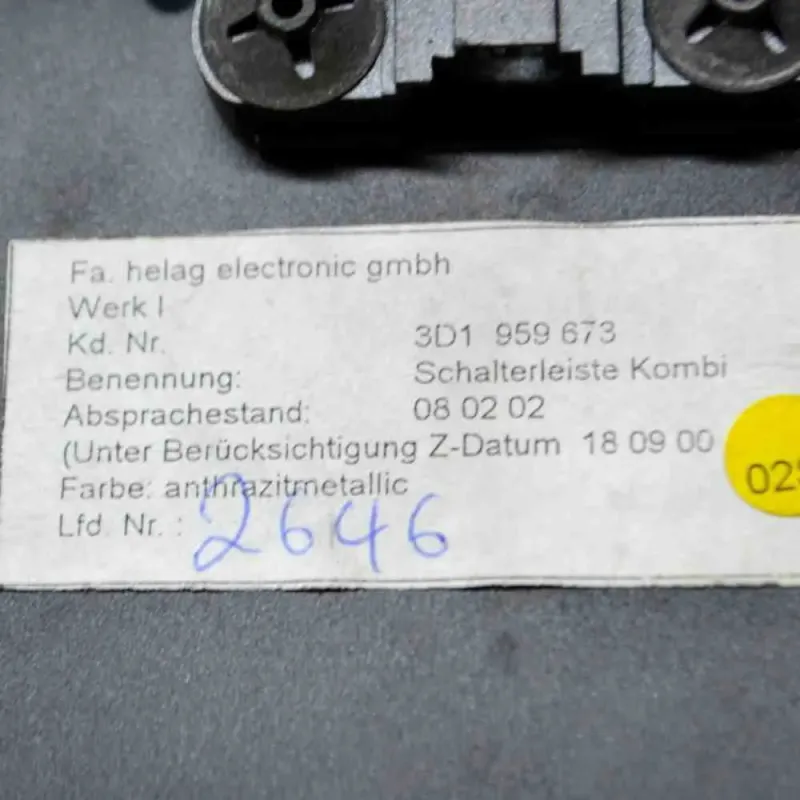 Fa. helag electronic gmbh
Werk I
Kd. Nr. 3D1 959 673
Benennung: Schalterleiste Kombi
Absprachestand: 08 02 02
(Unter Berücksichtigung Z-Datum 18 09 00
Farbe: anthrazitmetallic
Lfd. Nr. : 2646